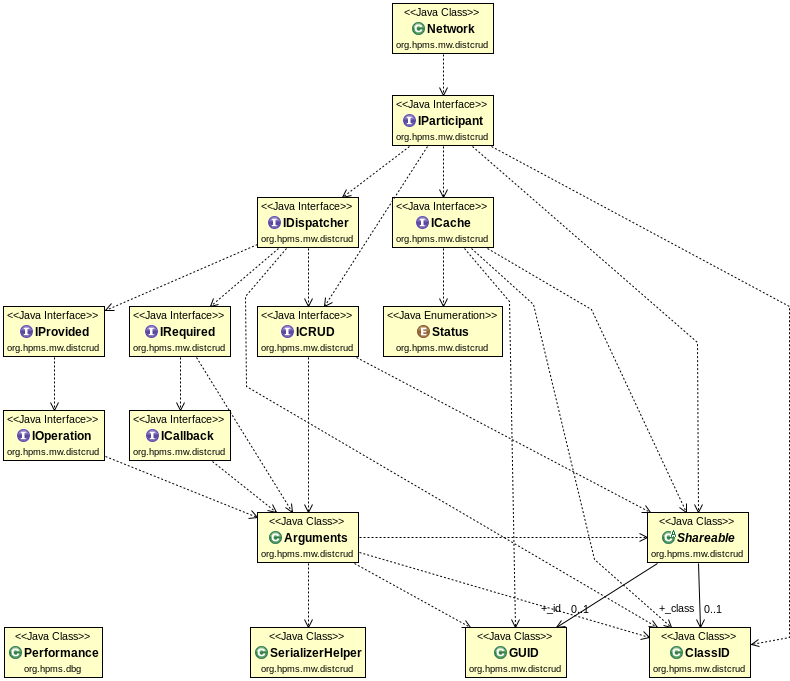 <<Java Class>>
Network
org.hpms.mw.distcrud
<<Java Interface>>
IParticipant
org.hpms.mw.distcrud
<<Java Interface>>
IDispatcher
org.hpms.mw.distcrud
<<Java Interface>>
ICache
org.hpms.mw.distcrud
<<Java Interface>>
IProvided
org.hpms.mw.distcrud
<<Java Interface>>
IRequired
org.hpms.mw.distcrud
<<Java Interface>>
ICRUD
org.hpms.mw.distcrud
<<Java Enumeration>>
Status
org.hpms.mw.distcrud
<<Java Interface>>
IOperation
org.hpms.mw.distcrud
<<Java Interface>>
ICallback
org.hpms.mw.distcrud
<<Java Class>>
Arguments
org.hpms.mw.distcrud
<<Java Class>>
Shareable
org.hpms.mw.distcrud
+_id 0..1
+_class 0..1
<<Java Class>>
Performance
org.hpms.dbg
<<Java Class>>
SerializerHelper
org.hpms.mw.distcrud
<<Java Class>>
GUID
org.hpms.mw.distcrud
<<Java Class>>
ClassID
org.hpms.mw.distcrud